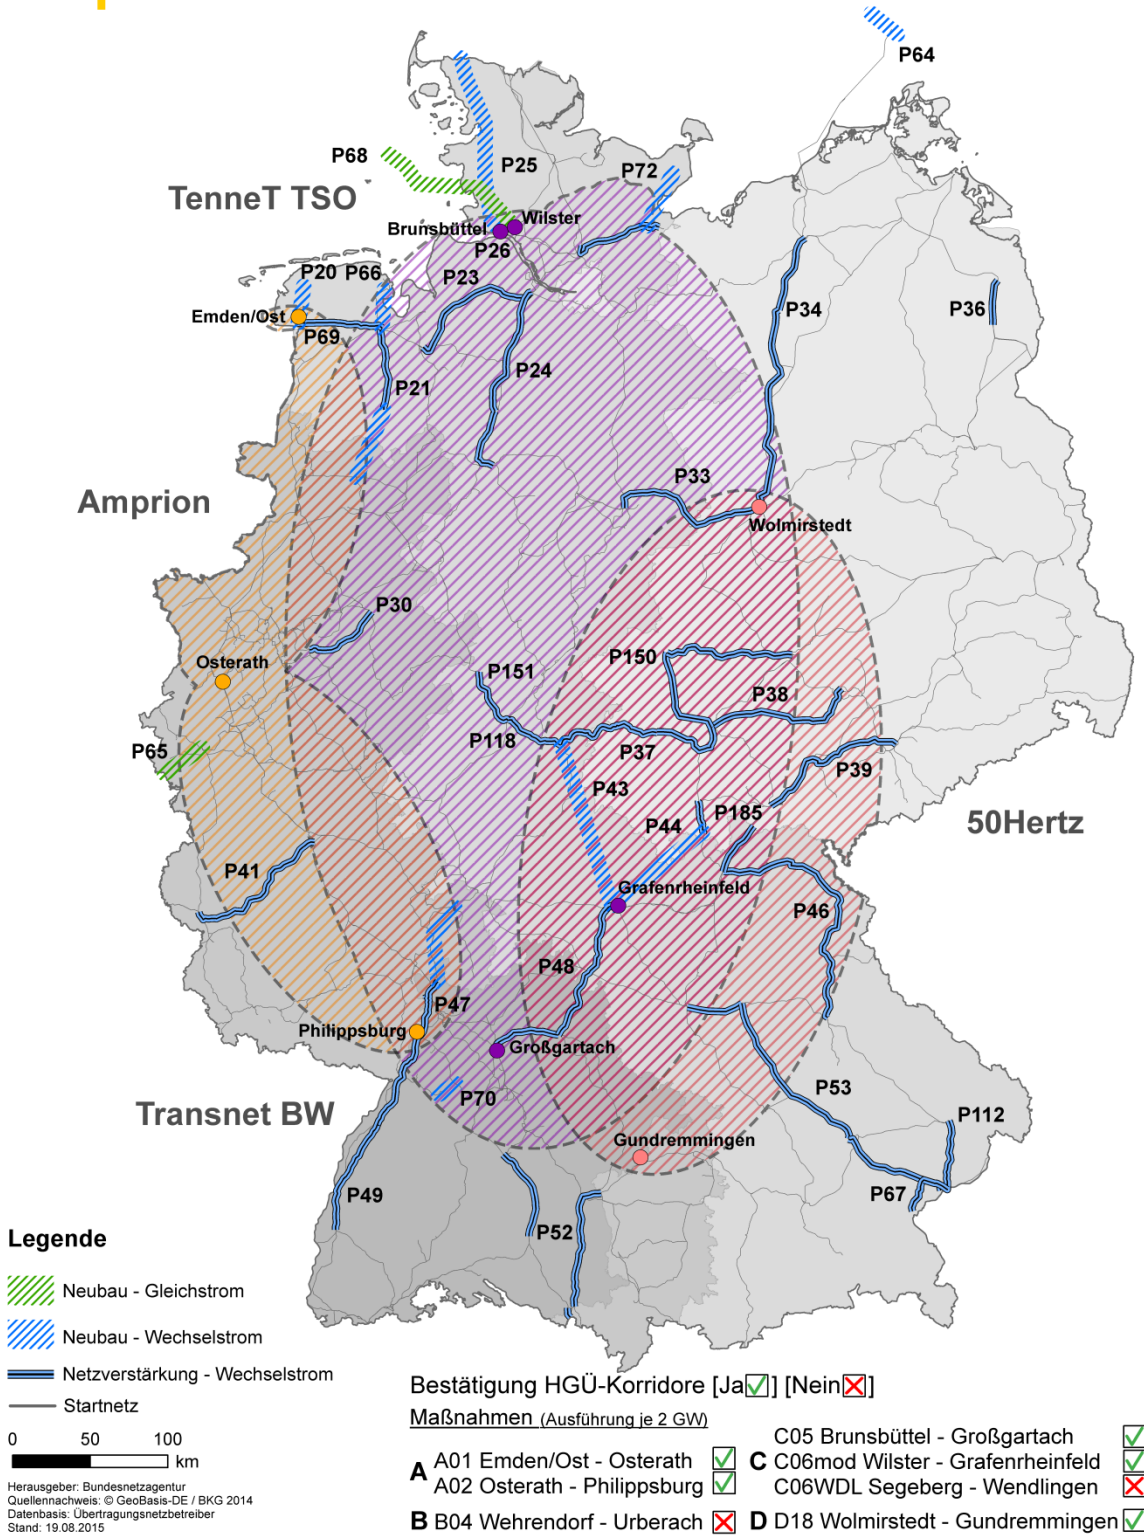 P64
P68
P25
P72
TenneT TSO
Wilster
Brunsbüttel
P26
P20 P66
P23
P34
P36
Emden/Ost
P69
P24
P21
P33
Amprion
Wolmirstedt
P30
Osterath
P150
P151
P38
P118
P37
P65
P39
P43
P185
P44
50Hertz
P41
Grafenrheinfeld
P46
P48
P47
Philippsburg
Großgartach
P53
P70
Transnet BW
P112
Gundremmingen
P49
P67
P52
Legende
Neubau - Gleichstrom
Neubau - Wechselstrom
Netzverstärkung - Wechselstrom
Startnetz
0 50 100
km
Herausgeber: Bundesnetzagentur
Quellennachweis: © GeoBasis-DE / BKG 2014
Datenbasis: Übertragungsnetzbetreiber
Stand: 19.08.2015
Bestätigung HGÜ-Korridore [Ja] [Nein]
Maßnahmen (Ausführung je 2 GW)
A
A01 Emden/Ost - Osterath
A02 Osterath - Philippsburg
B B04 Wehrendorf - Urberach
C05 Brunsbüttel - Großgartach
C C06mod Wilster - Grafenrheinfeld
C06WDL Segeberg - Wendlingen
D D18 Wolmirstedt - Gundremmingen